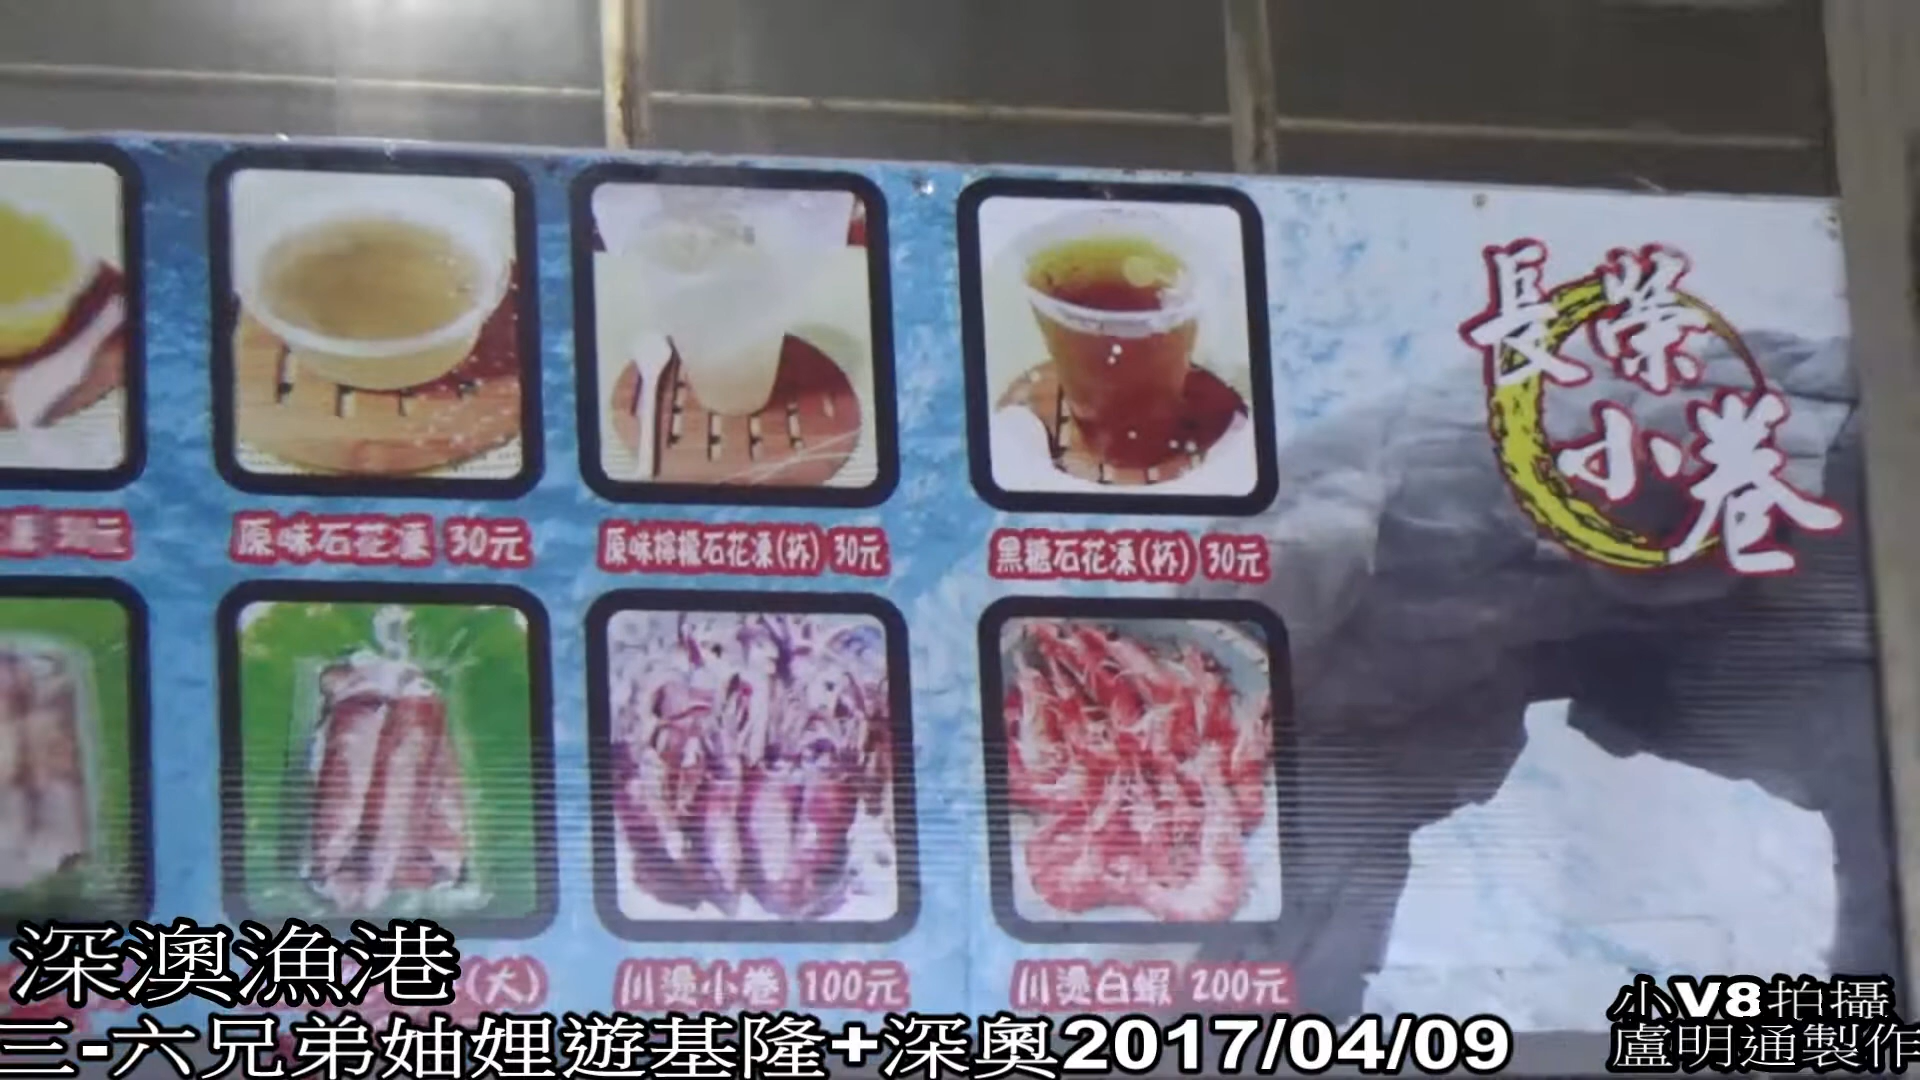 長榮
小卷
30元
原味石花凍 30元
原味檸檬石花凍(杯) 30元
黑糖石花凍(杯) 30元
(大)
川燙小卷 100元
川燙白蝦 200元
深澳漁港
三-六兄弟妯娌遊基隆+深奧2017/04/09
小V8拍攝
盧明通製作